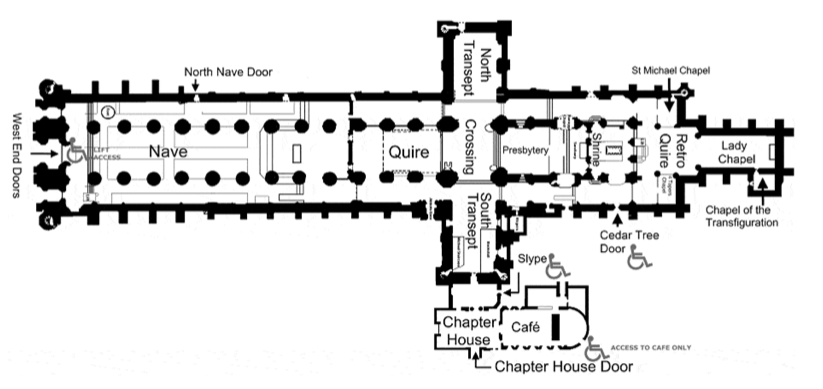 North Nave Door
North
Transept
St Michael Chapel
West End Doors
LIFT
ACCESS
Nave
Quire
Crossing
Presbytery
Shrine
Retro
Quire
Lady
Chapel
Chapel of the
Transfiguration
South
Transept
Cedar Tree
Door
Slype
Chapter
House
Café
ACCESS TO CAFE ONLY
Chapter House Door